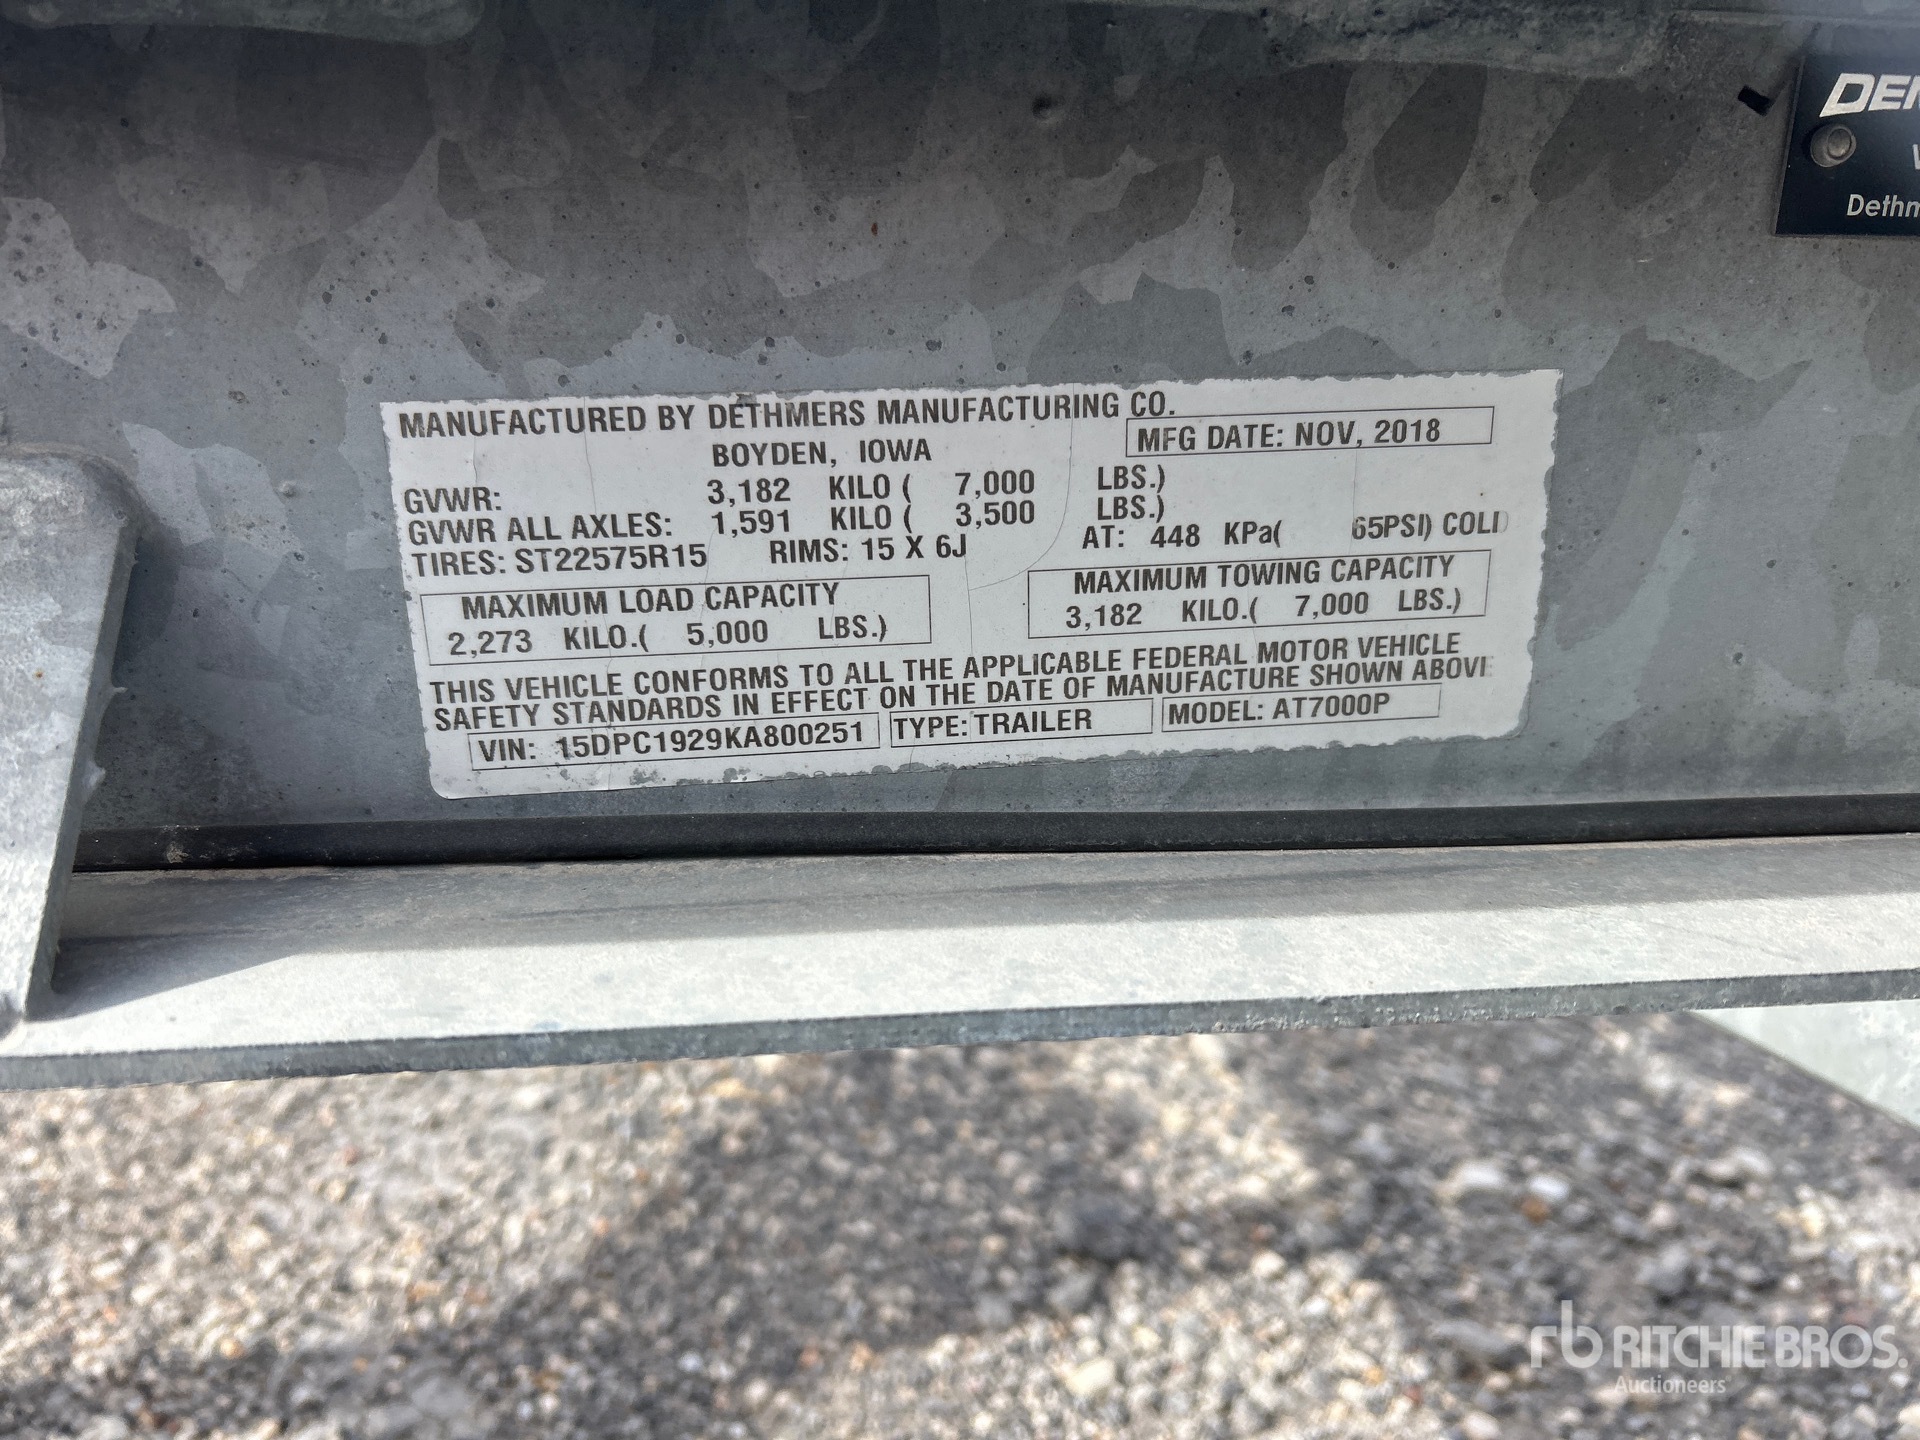 MANUFACTURED BY DETHMERS MANUFACTURING CO.
BOYDEN, IOWA
MFG DATE: NOV, 2018
GVWR: 3,182 KILO ( 7,000 LBS.)
GVWR ALL AXLES: 1,591 KILO ( 3,500 LBS.)
TIRES: ST22575R15 RIMS: 15 X 6J AT: 448 KPa( 65PSI) COLD
MAXIMUM LOAD CAPACITY
2,273 KILO.( 5,000 LBS.)
MAXIMUM TOWING CAPACITY
3,182 KILO.( 7,000 LBS.)
THIS VEHICLE CONFORMS TO ALL THE APPLICABLE FEDERAL MOTOR VEHICLE
SAFETY STANDARDS IN EFFECT ON THE DATE OF MANUFACTURE SHOWN ABOVE
VIN: 15DPC1929KA800251 TYPE: TRAILER MODEL: AT7000P
rb RITCHIE BROS.
Auctioneers